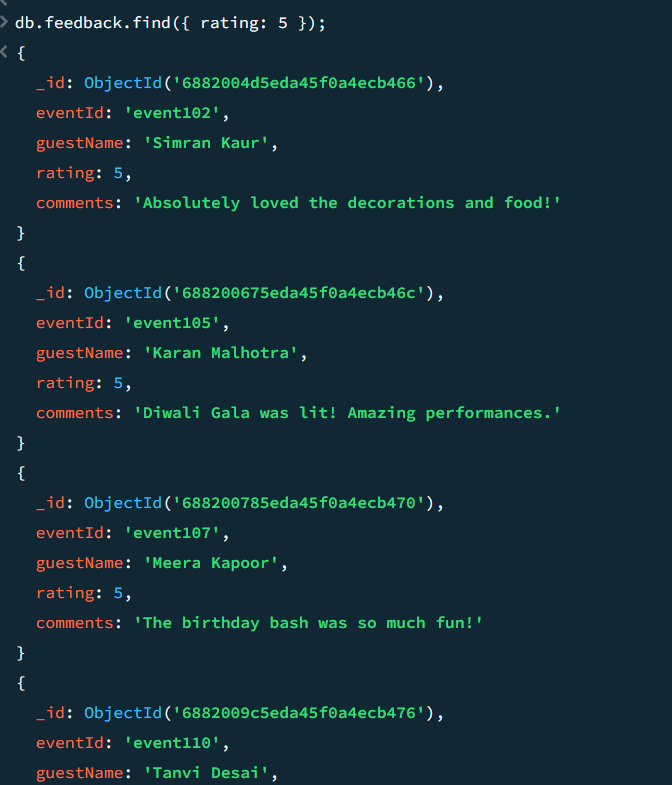 db.feedback.find({ rating: 5 });
{
_id: ObjectId('6882004d5eda45f0a4ecb466'),
eventId: 'event102',
guestName: 'Simran Kaur',
rating: 5,
comments: 'Absolutely loved the decorations and food!'
}
{
_id: ObjectId('688200675eda45f0a4ecb46c'),
eventId: 'event105',
guestName: 'Karan Malhotra',
rating: 5,
comments: 'Diwali Gala was lit! Amazing performances.'
}
{
_id: ObjectId('688200785eda45f0a4ecb470'),
eventId: 'event107',
guestName: 'Meera Kapoor',
rating: 5,
comments: 'The birthday bash was so much fun!'
}
{
_id: ObjectId('6882009c5eda45f0a4ecb476'),
eventId: 'event110',
guestName: 'Tanvi Desai',